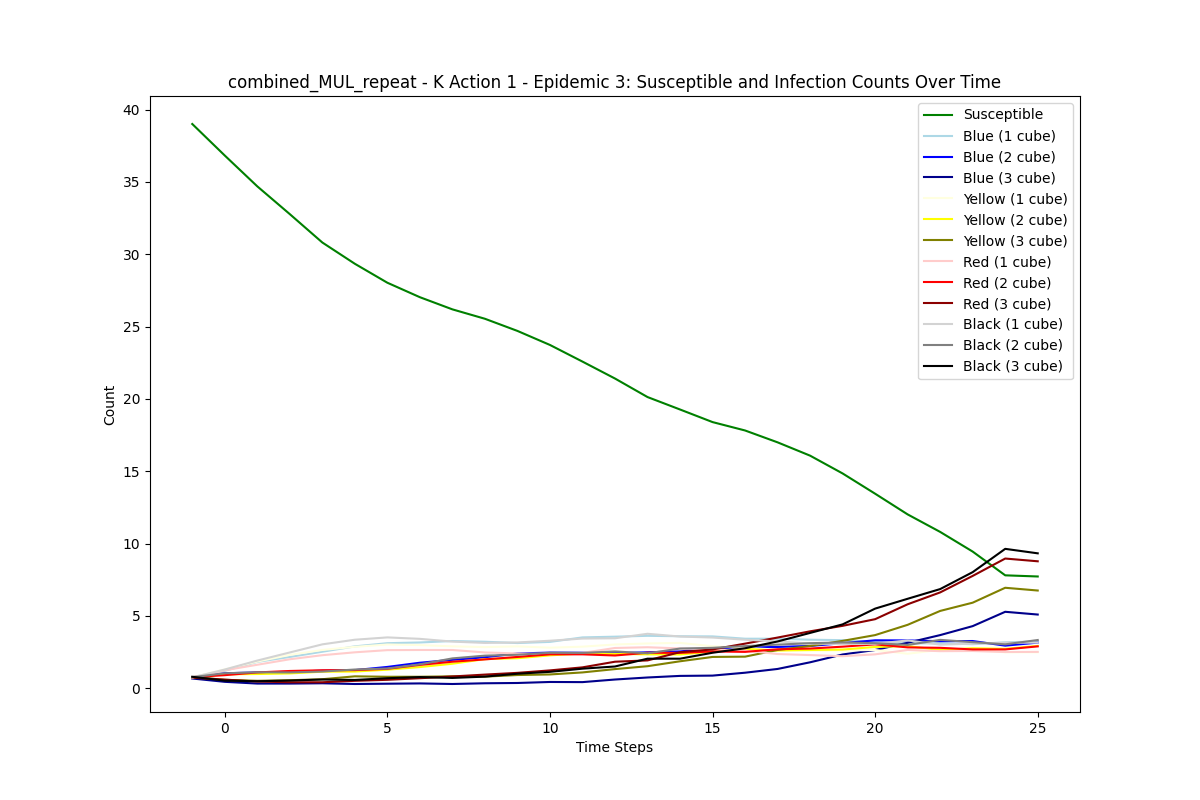 combined_MUL_repeat - K Action 1 - Epidemic 3: Susceptible and Infection Counts Over Time
40
35
30
25
20
15
10
5
0
Count
Susceptible
Blue (1 cube)
Blue (2 cube)
Blue (3 cube)
Yellow (1 cube)
Yellow (2 cube)
Yellow (3 cube)
Red (1 cube)
Red (2 cube)
Red (3 cube)
Black (1 cube)
Black (2 cube)
Black (3 cube)
0 5 10 15 20 25
Time Steps